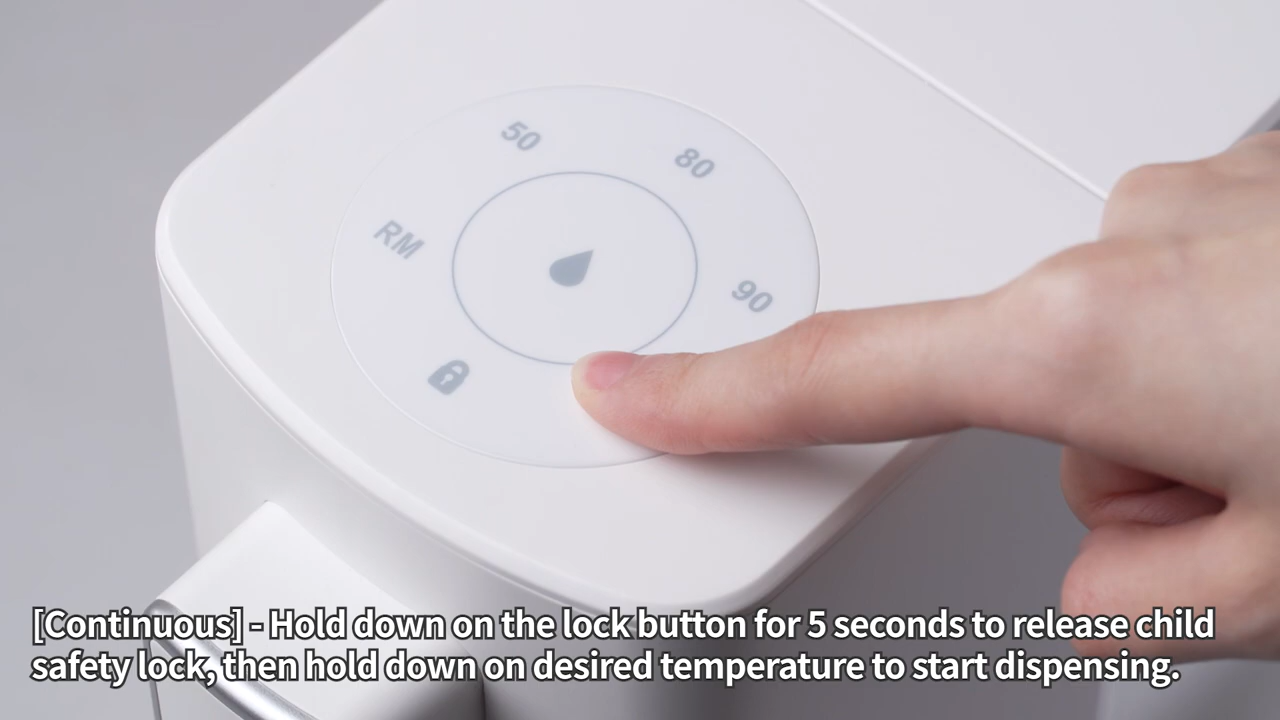 50
80
RM
90
[Continuous] - Hold down on the lock button for 5 seconds to release child
safety lock, then hold down on desired temperature to start dispensing.